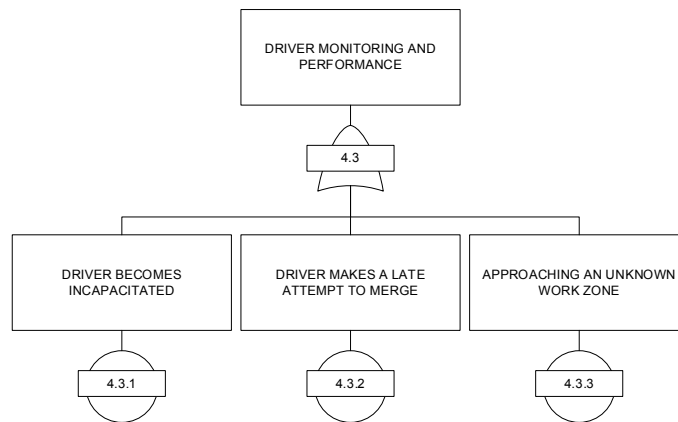 DRIVER MONITORING AND
PERFORMANCE
4.3
DRIVER BECOMES
INCAPACITATED
DRIVER MAKES A LATE
ATTEMPT TO MERGE
APPROACHING AN UNKNOWN
WORK ZONE
4.3.1
4.3.2
4.3.3